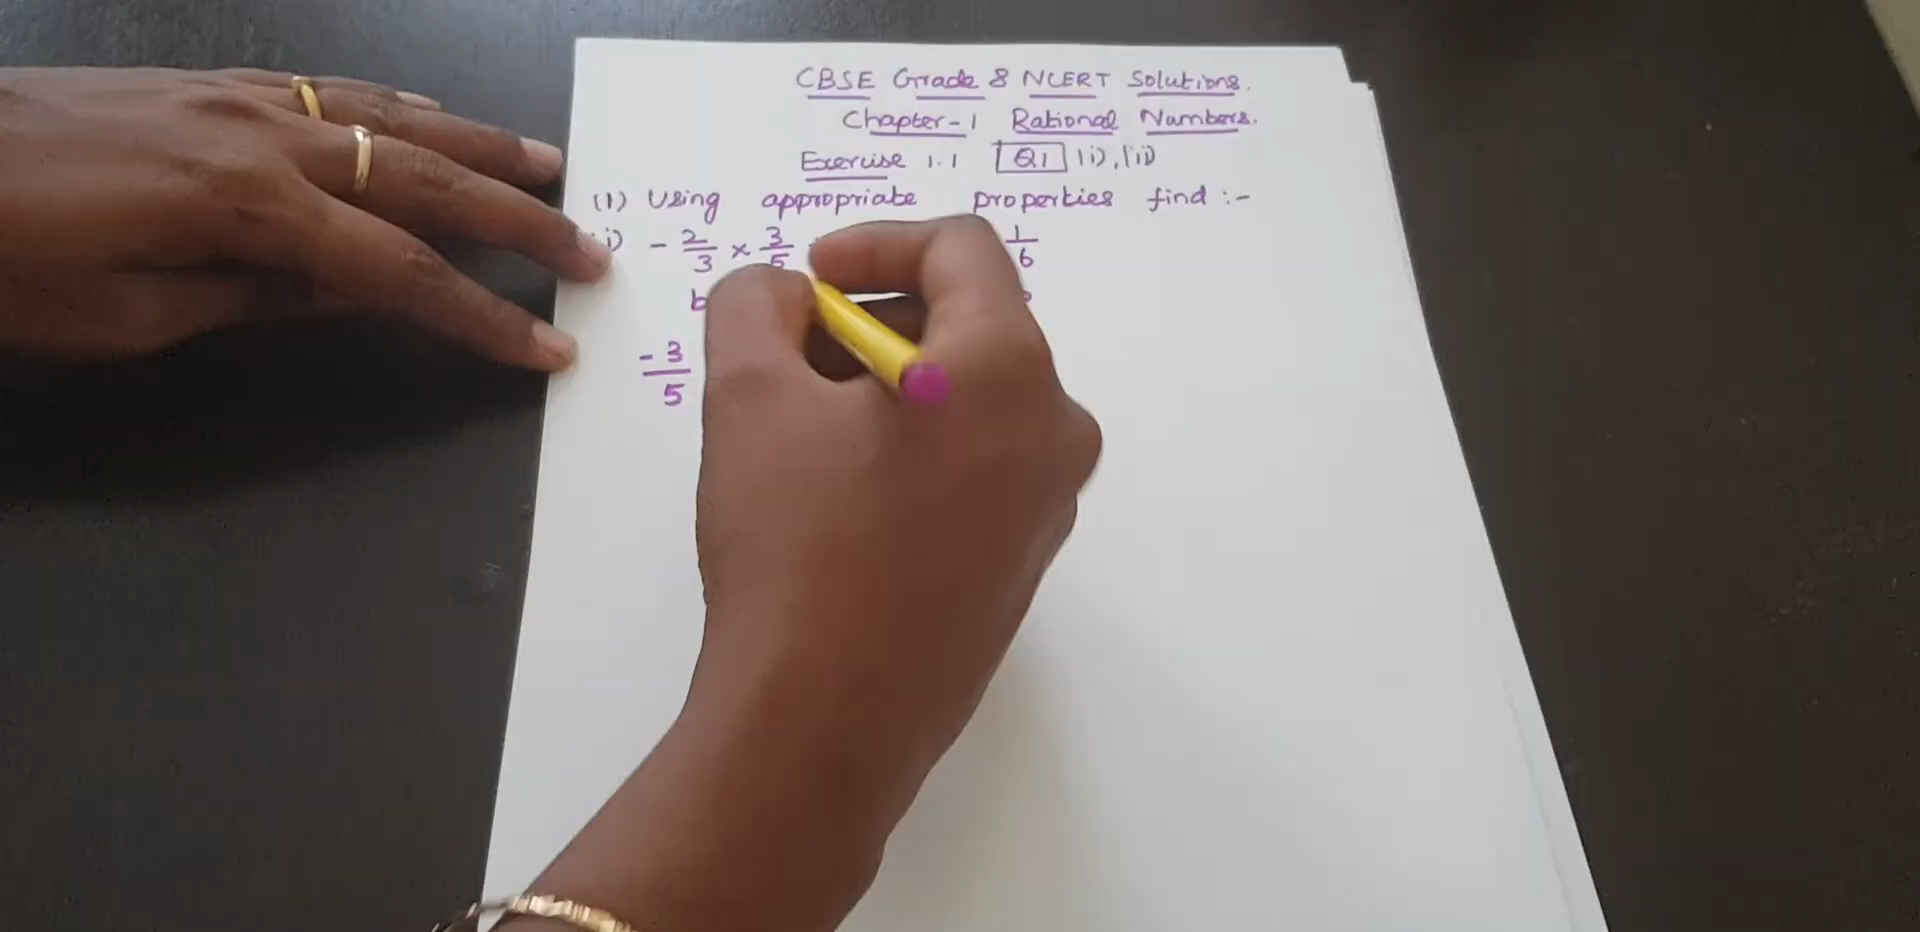 CBSE Grade 8 NCERT Solutions.
Chapter-1 Rational Numbers.
Exercise 1.1 Q1 (i), (ii)
(1) Using appropriate properties find :-
i) - 2/3 × 3/5 1/6
b
- 3/5